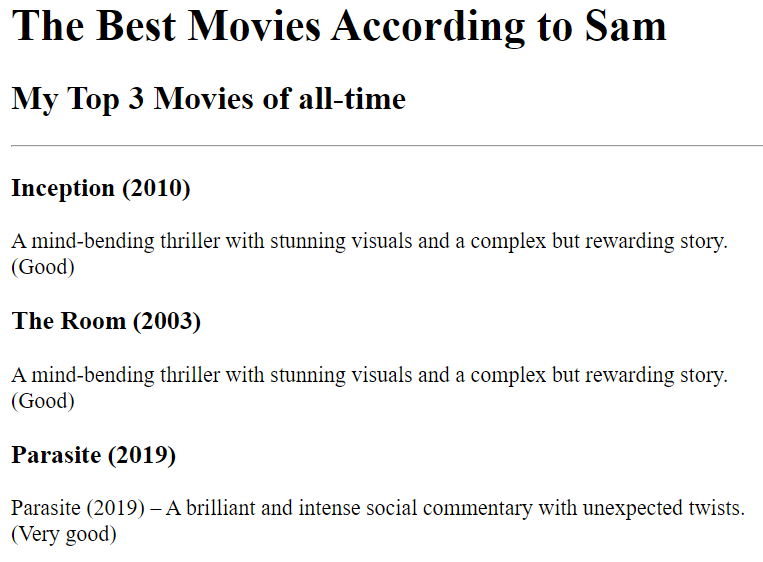 The Best Movies According to Sam
My Top 3 Movies of all-time
Inception (2010)
A mind-bending thriller with stunning visuals and a complex but rewarding story.
(Good)
The Room (2003)
A mind-bending thriller with stunning visuals and a complex but rewarding story.
(Good)
Parasite (2019)
Parasite (2019) – A brilliant and intense social commentary with unexpected twists.
(Very good)